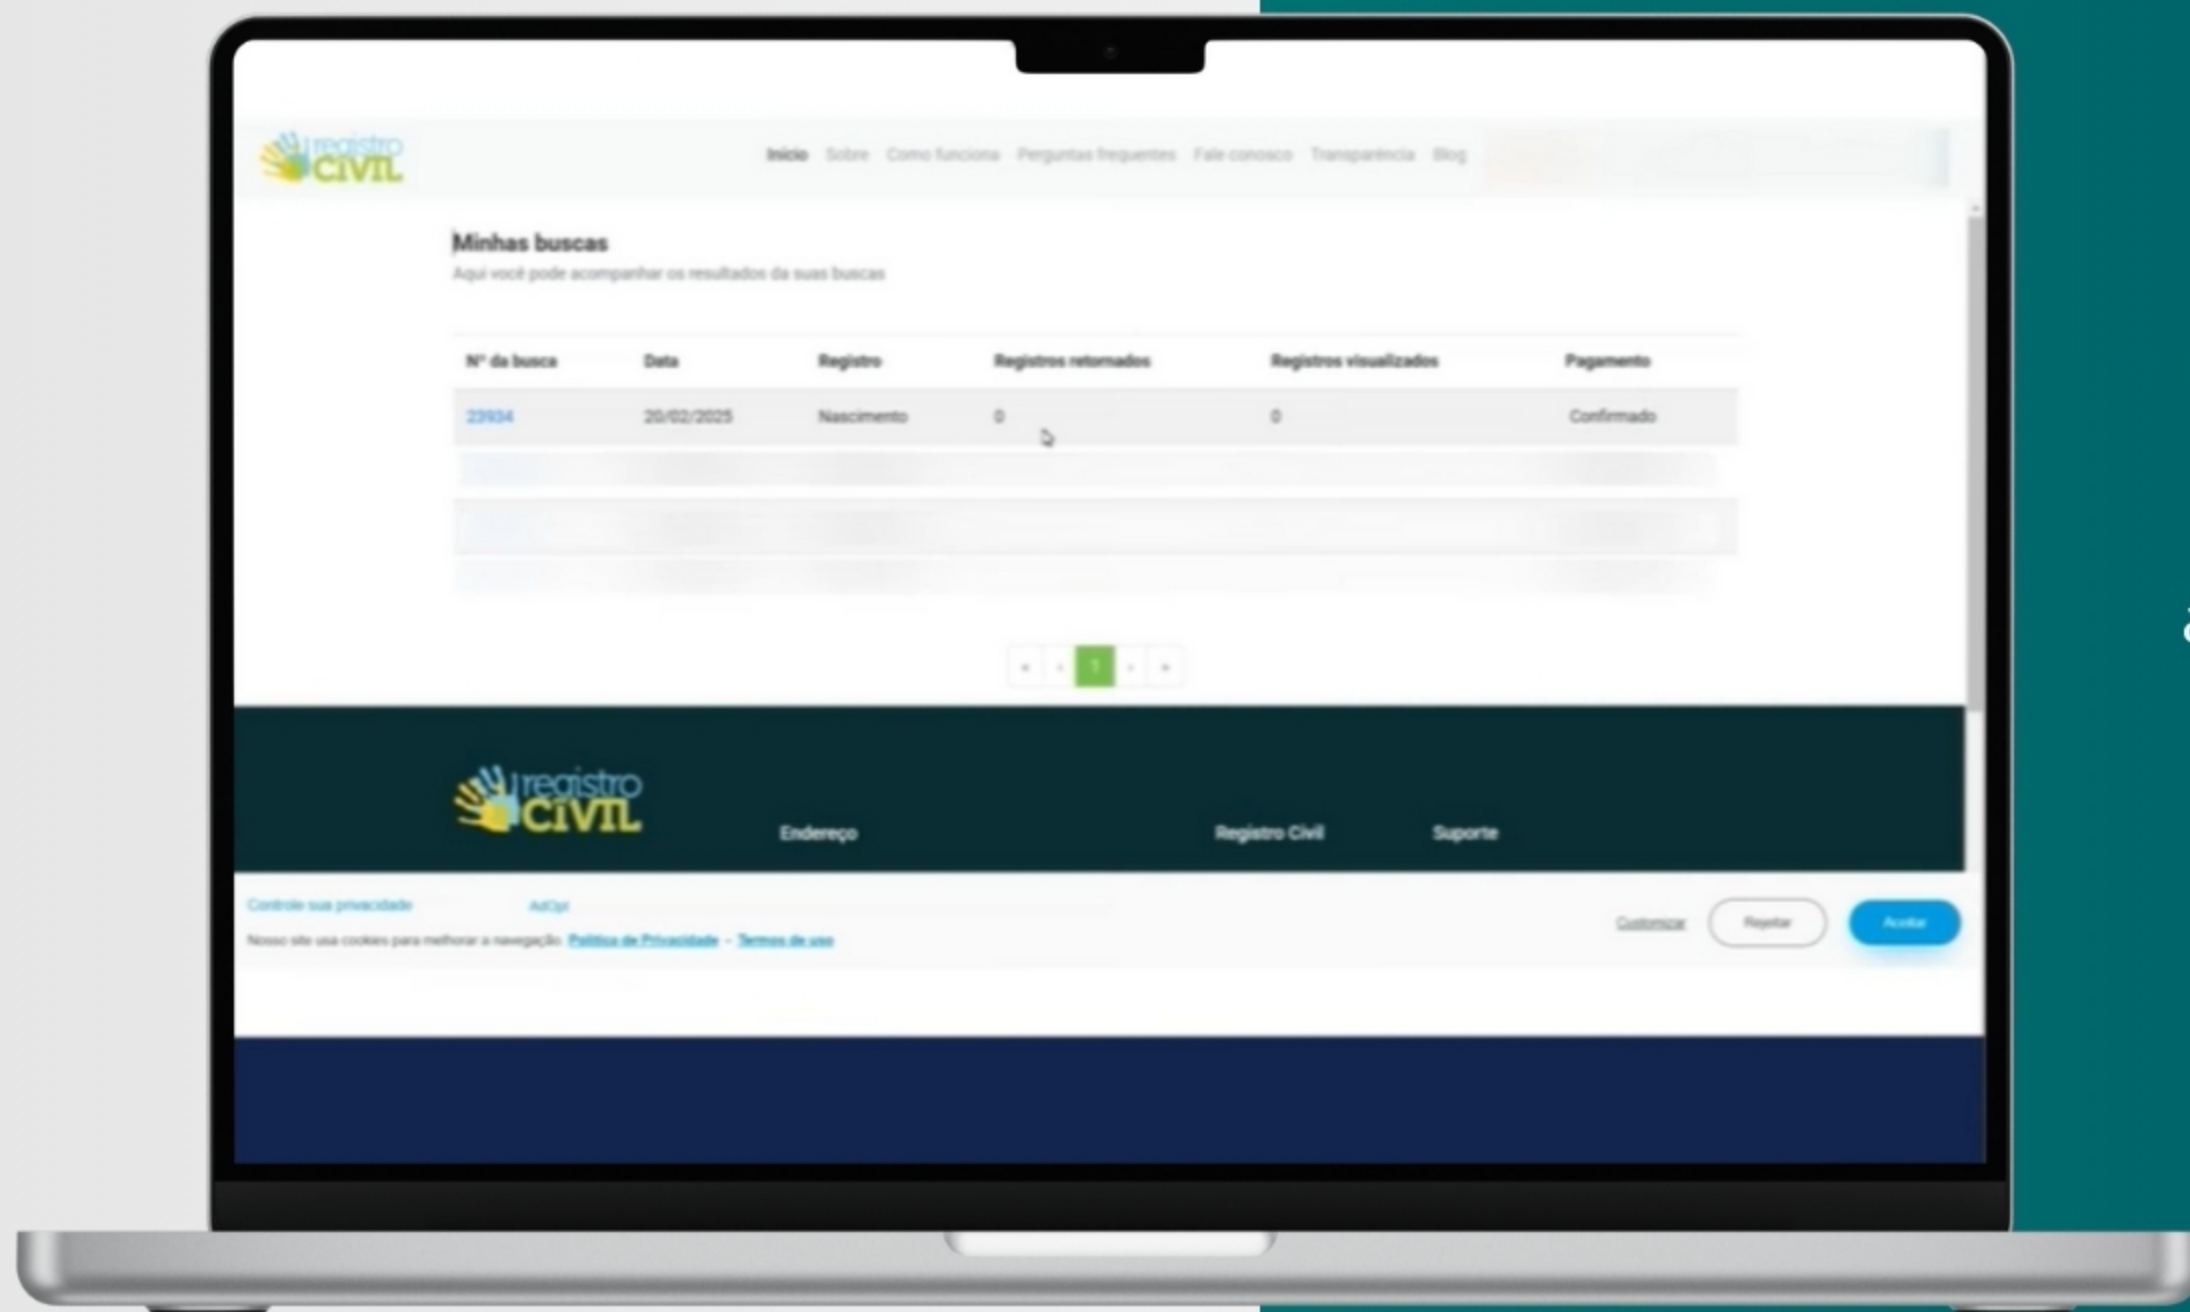 registro
CIVIL
Início Sobre Como funciona Perguntas frequentes Fale conosco Transparência Blog
Minhas buscas
Aqui você pode acompanhar os resultados da suas buscas
Nº da busca Data Registro Registros retornados Registros visualizados Pagamento
23934 20/02/2025 Nascimento 0 0 Confirmado
« ‹ 1 › »
registro
CIVIL
Endereço Registro Civil Suporte
Controle sua privacidade AdOpt
Nosso site usa cookies para melhorar a navegação. Política de Privacidade - Termos de uso
Customizar Rejeitar Aceitar